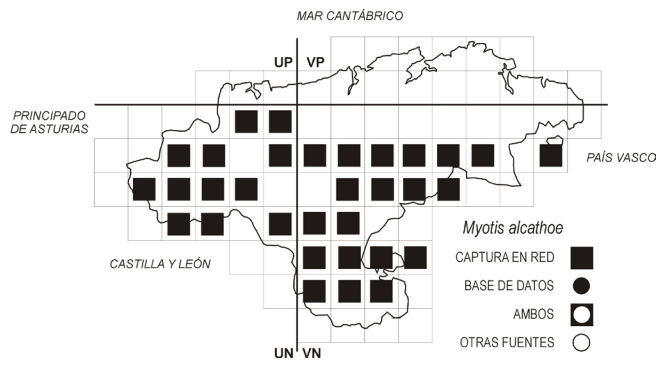 MAR CANTÁBRICO
UP VP
PRINCIPADO
DE ASTURIAS
PAÍS VASCO
CASTILLA Y LEÓN
Myotis alcathoe
CAPTURA EN RED
BASE DE DATOS
AMBOS
OTRAS FUENTES
UN VN